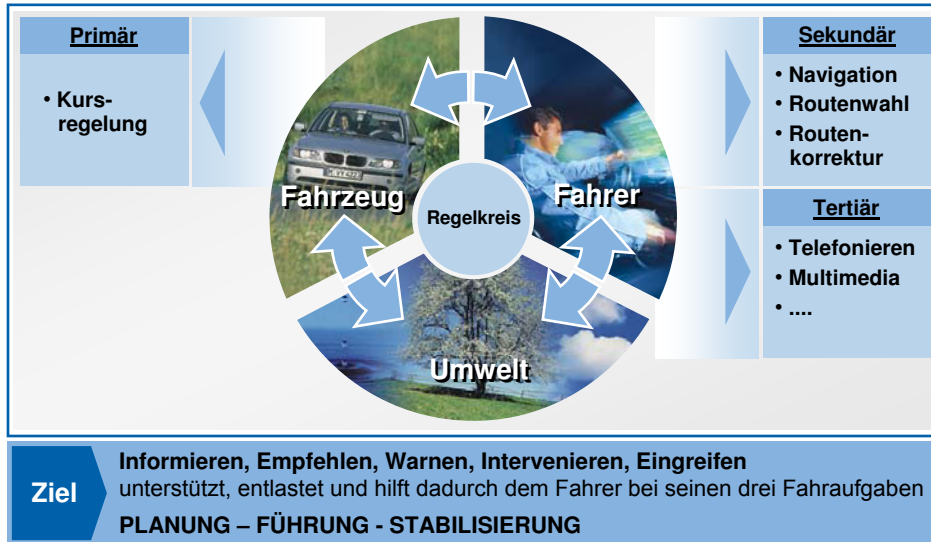 Primär
• Kurs-
regelung
Fahrzeug
Regelkreis
Fahrer
Umwelt
Sekundär
• Navigation
• Routenwahl
• Routen-
korrektur
Tertiär
• Telefonieren
• Multimedia
• ....
Ziel
Informieren, Empfehlen, Warnen, Intervenieren, Eingreifen
unterstützt, entlastet und hilft dadurch dem Fahrer bei seinen drei Fahraufgaben
PLANUNG – FÜHRUNG - STABILISIERUNG